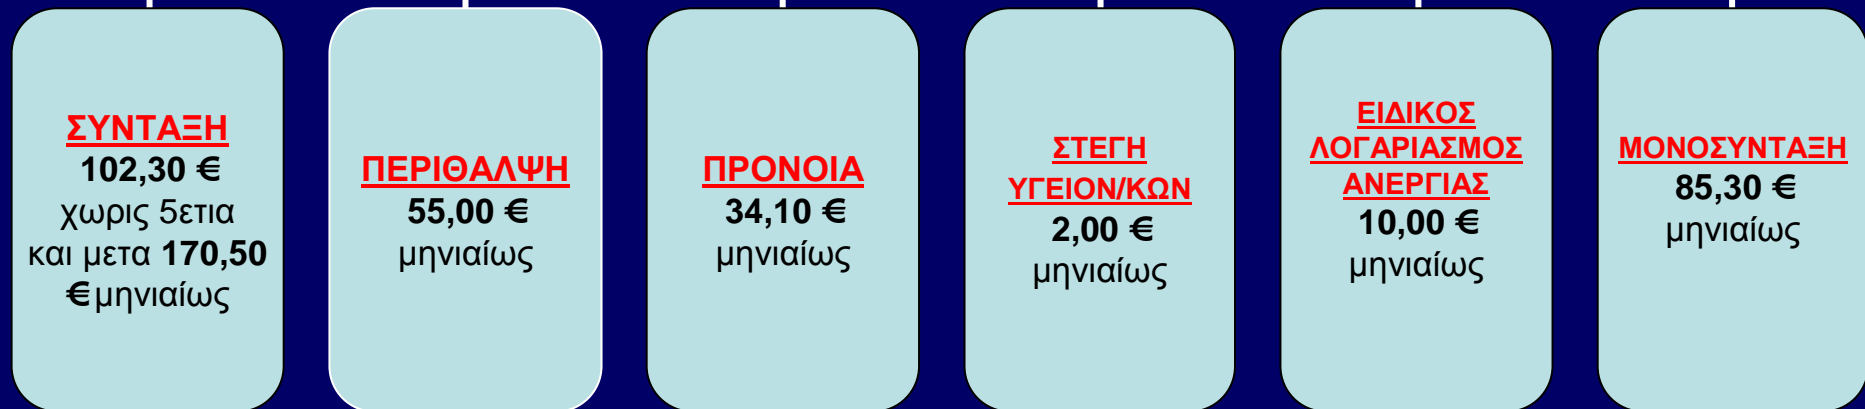 ΣΥΝΤΑΞΗ
102,30 €
χωρις 5ετια
και μετα 170,50
€ μηνιαίως
ΠΕΡΙΘΑΛΨΗ
55,00 €
μηνιαίως
ΠΡΟΝΟΙΑ
34,10 €
μηνιαίως
ΣΤΕΓΗ
ΥΓΕΙΟΝ/ΚΩΝ
2,00 €
μηνιαίως
ΕΙΔΙΚΟΣ
ΛΟΓΑΡΙΑΣΜΟΣ
ΑΝΕΡΓΙΑΣ
10,00 €
μηνιαίως
ΜΟΝΟΣΥΝΤΑΞΗ
85,30 €
μηνιαίως